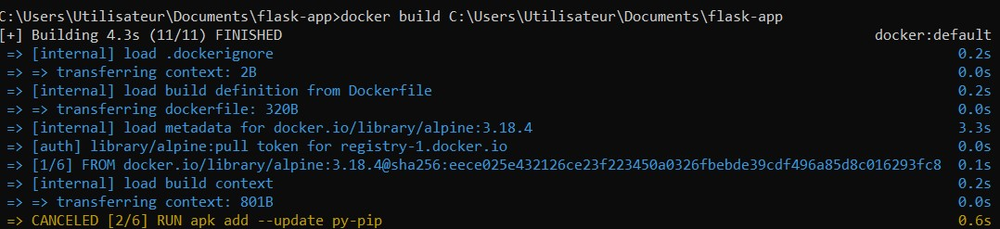 C:\Users\Utilisateur\Documents\flask-app>docker build C:\Users\Utilisateur\Documents\flask-app
[+] Building 4.3s (11/11) FINISHED docker:default
=> [internal] load .dockerignore 0.2s
=> => transferring context: 2B 0.0s
=> [internal] load build definition from Dockerfile 0.2s
=> => transferring dockerfile: 320B 0.0s
=> [internal] load metadata for docker.io/library/alpine:3.18.4 3.3s
=> [auth] library/alpine:pull token for registry-1.docker.io 0.0s
=> [1/6] FROM docker.io/library/alpine:3.18.4@sha256:eece025e432126ce23f223450a0326fbebde39cdf496a85d8c016293fc8 0.1s
=> [internal] load build context 0.2s
=> => transferring context: 801B 0.0s
=> CANCELED [2/6] RUN apk add --update py-pip 0.6s